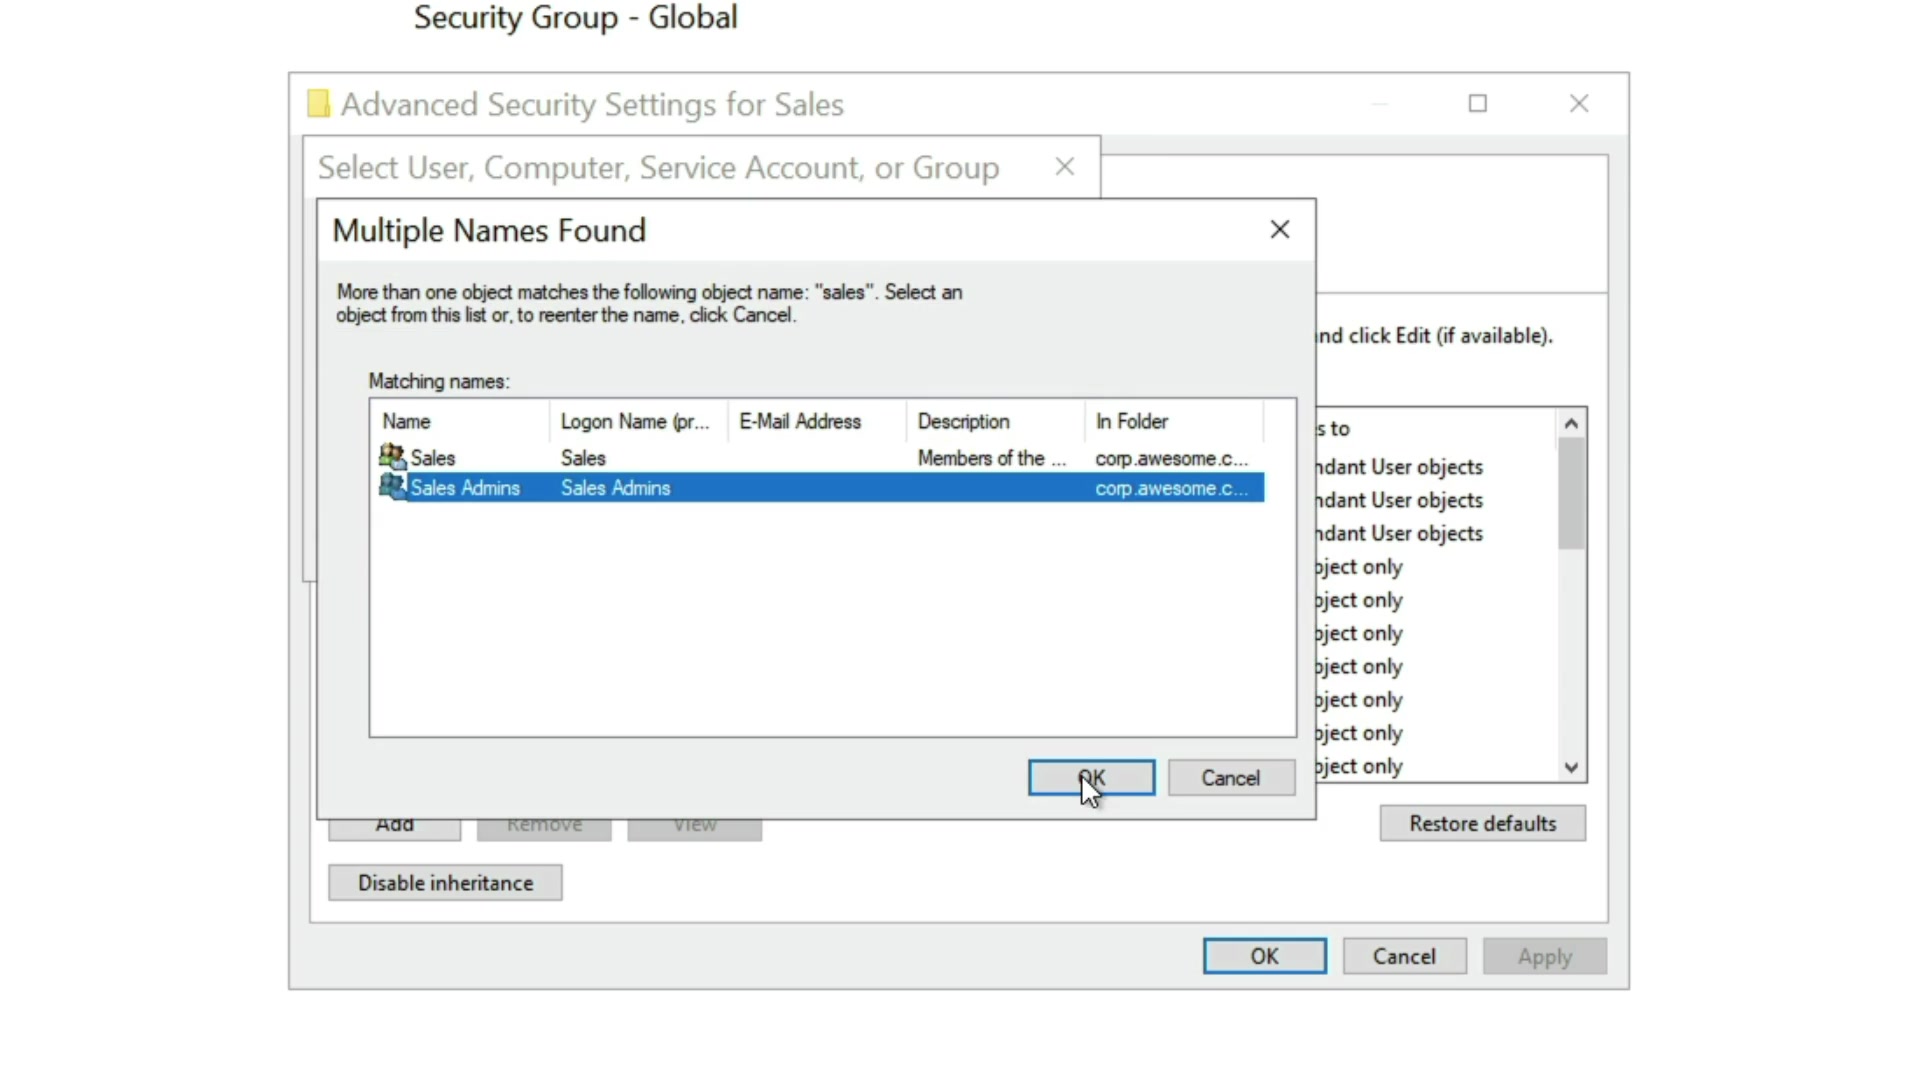 Security Group - Global
Advanced Security Settings for Sales
Select User, Computer, Service Account, or Group
Multiple Names Found
More than one object matches the following object name: "sales". Select an
object from this list or, to reenter the name, click Cancel.
nd click Edit (if available).
Matching names:
Name Logon Name (pr... E-Mail Address Description In Folder
Sales Sales Members of the ... corp.awesome.c...
Sales Admins Sales Admins corp.awesome.c...
s to
ndant User objects
ndant User objects
ndant User objects
bject only
bject only
bject only
bject only
bject only
bject only
bject only
OK Cancel
Add Remove View Restore defaults
Disable inheritance
OK Cancel Apply